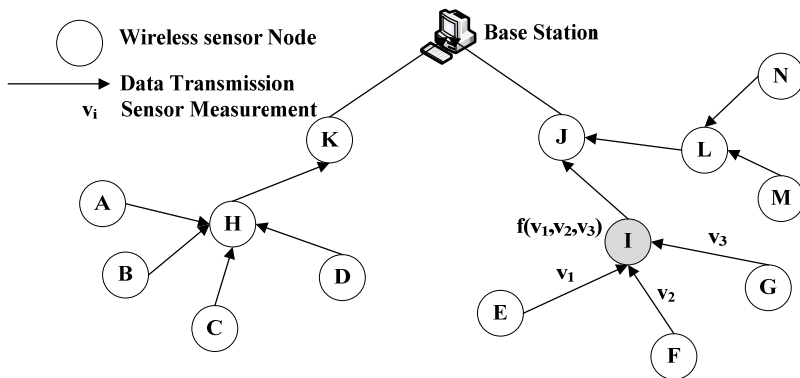 Wireless sensor Node
Base Station
Data Transmission
vi Sensor Measurement
N
K
J
L
M
A
H
f(v1,v2,v3)
I
v3
B
D
v1
G
E
v2
C
F